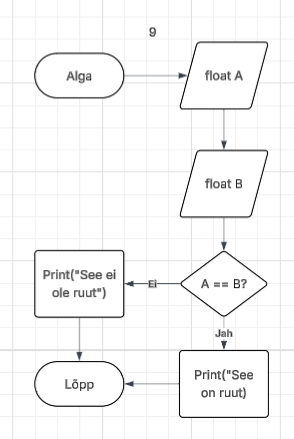 9
Alga
float A
float B
A == B?
Ei
Print("See ei
ole ruut")
Jah
Print("See
on ruut)
Lõpp